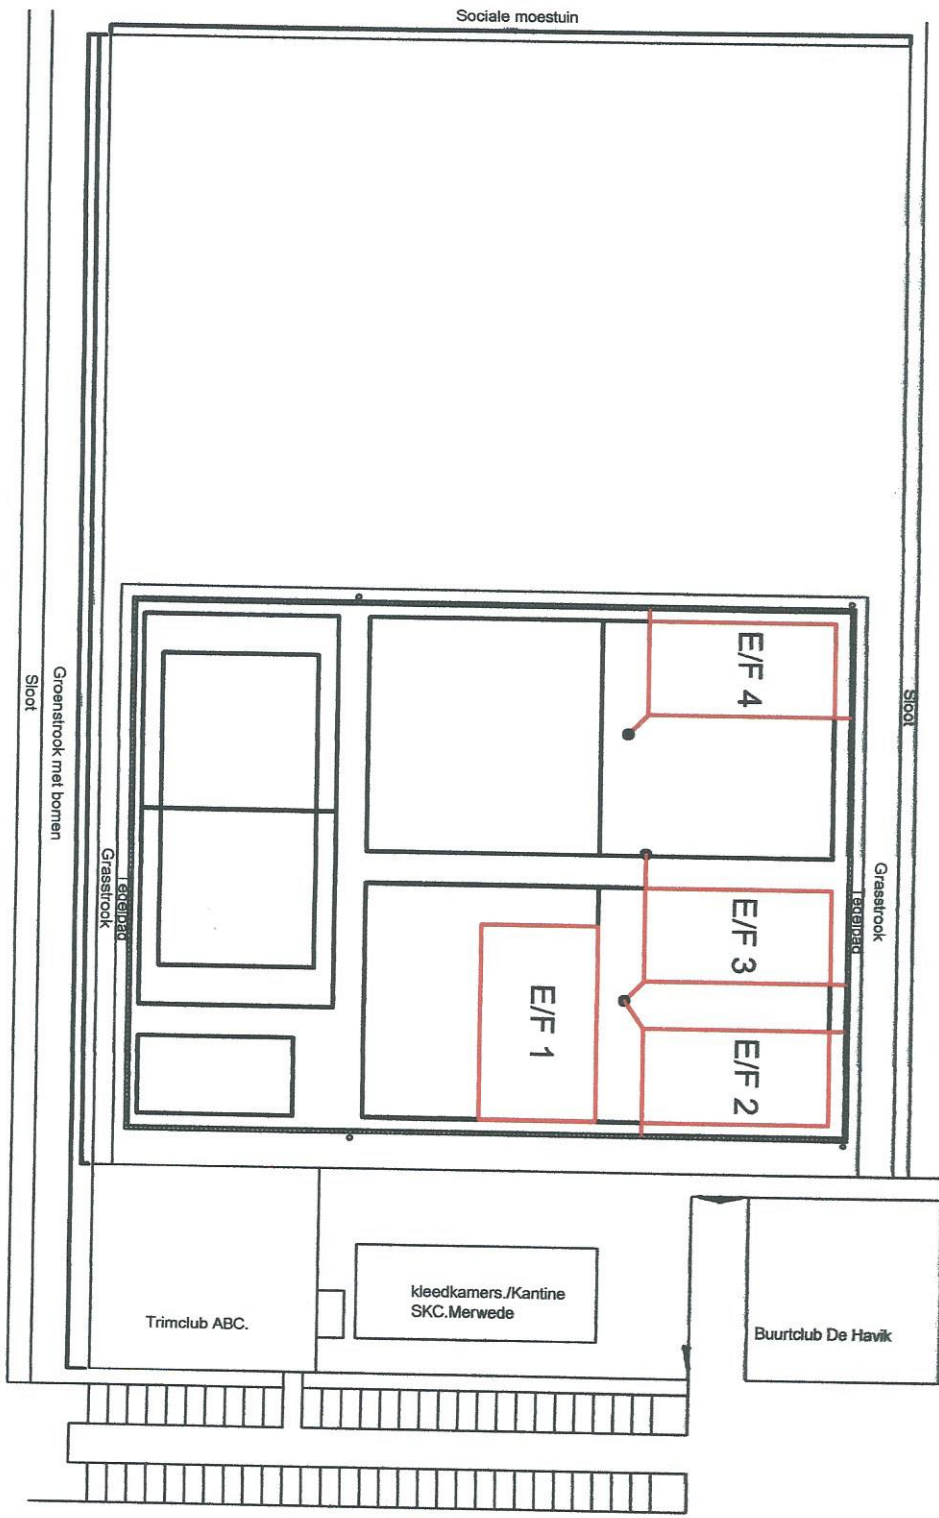 Sociale moestuin
Sloot
Grasstrook
Tegelpad
E/F 4
E/F 3
E/F 2
E/F 1
Tegelpad
Grasstrook
Groenstrook met bomen
Sloot
Trimclub ABC.
kleedkamers./Kantine
SKC.Merwede
Buurtclub De Havik